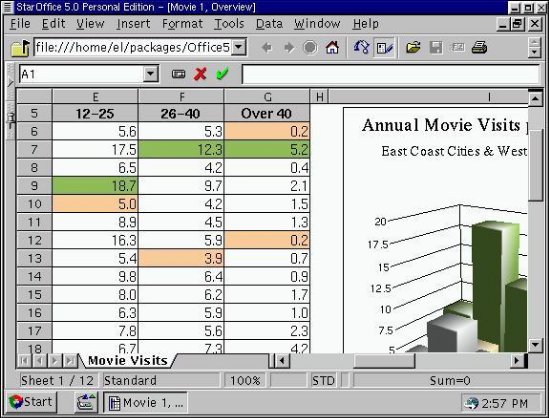 StarOffice 5.0 Personal Edition - [Movie 1, Overview]
File Edit View Insert Format Tools Data Window Help
file:///home/el/packages/Office5
A1
E F G H I
5 12-25 26-40 Over 40
6 5.6 5.3 0.2
7 17.5 12.3 5.2
8 6.5 4.2 0.4
9 18.7 9.7 2.1
10 5.0 4.2 1.5
11 8.9 4.5 1.3
12 16.3 5.9 0.2
13 5.4 3.9 0.7
14 9.8 6.4 0.9
15 8.0 6.2 1.7
16 6.3 5.9 1.0
17 7.8 5.6 2.3
18 6.7 7.3 4.2
Annual Movie Visits
East Coast Cities & West
20
17.5
15
12.5
5
Movie Visits
Sheet 1 / 12 Standard 100% STD Sum=0
Start Movie 1, ... 2:57 PM